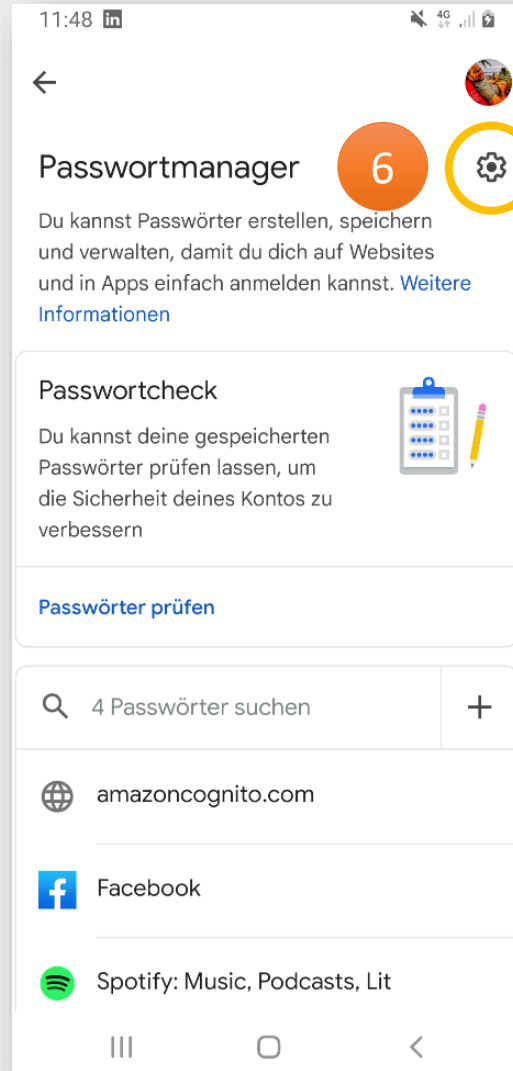 11:48 in 4G
Passwortmanager 6
Du kannst Passwörter erstellen, speichern
und verwalten, damit du dich auf Websites
und in Apps einfach anmelden kannst. Weitere
Informationen
Passwortcheck
Du kannst deine gespeicherten
Passwörter prüfen lassen, um
die Sicherheit deines Kontos zu
verbessern
Passwörter prüfen
4 Passwörter suchen +
amazoncognito.com
f Facebook
Spotify: Music, Podcasts, Lit